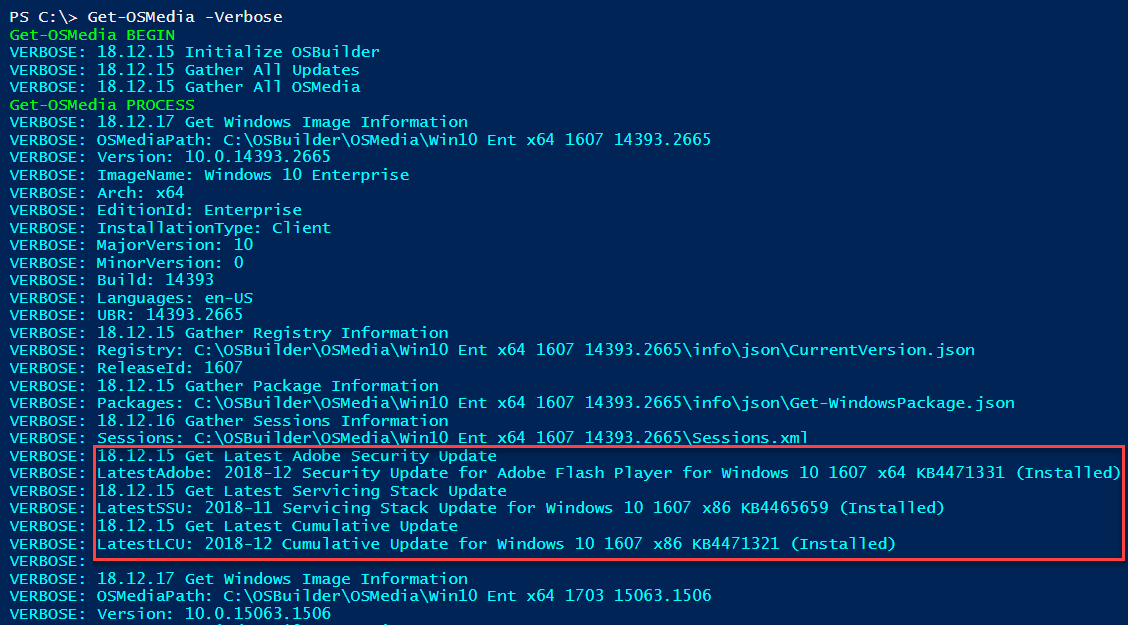 PS C:\> Get-OSMedia -Verbose
Get-OSMedia BEGIN
VERBOSE: 18.12.15 Initialize OSBuilder
VERBOSE: 18.12.15 Gather All Updates
VERBOSE: 18.12.15 Gather All OSMedia
Get-OSMedia PROCESS
VERBOSE: 18.12.17 Get Windows Image Information
VERBOSE: OSMediaPath: C:\OSBuilder\OSMedia\Win10 Ent x64 1607 14393.2665
VERBOSE: Version: 10.0.14393.2665
VERBOSE: ImageName: Windows 10 Enterprise
VERBOSE: Arch: x64
VERBOSE: EditionId: Enterprise
VERBOSE: InstallationType: Client
VERBOSE: MajorVersion: 10
VERBOSE: MinorVersion: 0
VERBOSE: Build: 14393
VERBOSE: Languages: en-US
VERBOSE: UBR: 14393.2665
VERBOSE: 18.12.15 Gather Registry Information
VERBOSE: Registry: C:\OSBuilder\OSMedia\Win10 Ent x64 1607 14393.2665\info\json\CurrentVersion.json
VERBOSE: ReleaseId: 1607
VERBOSE: 18.12.15 Gather Package Information
VERBOSE: Packages: C:\OSBuilder\OSMedia\Win10 Ent x64 1607 14393.2665\info\json\Get-WindowsPackage.json
VERBOSE: 18.12.16 Gather Sessions Information
VERBOSE: Sessions: C:\OSBuilder\OSMedia\Win10 Ent x64 1607 14393.2665\Sessions.xml
VERBOSE: 18.12.15 Get Latest Adobe Security Update
VERBOSE: LatestAdobe: 2018-12 Security Update for Adobe Flash Player for Windows 10 1607 x64 KB4471331 (Installed)
VERBOSE: 18.12.15 Get Latest Servicing Stack Update
VERBOSE: LatestSSU: 2018-11 Servicing Stack Update for Windows 10 1607 x86 KB4465659 (Installed)
VERBOSE: 18.12.15 Get Latest Cumulative Update
VERBOSE: LatestLCU: 2018-12 Cumulative Update for Windows 10 1607 x86 KB4471321 (Installed)
VERBOSE:
VERBOSE: 18.12.17 Get Windows Image Information
VERBOSE: OSMediaPath: C:\OSBuilder\OSMedia\Win10 Ent x64 1703 15063.1506
VERBOSE: Version: 10.0.15063.1506